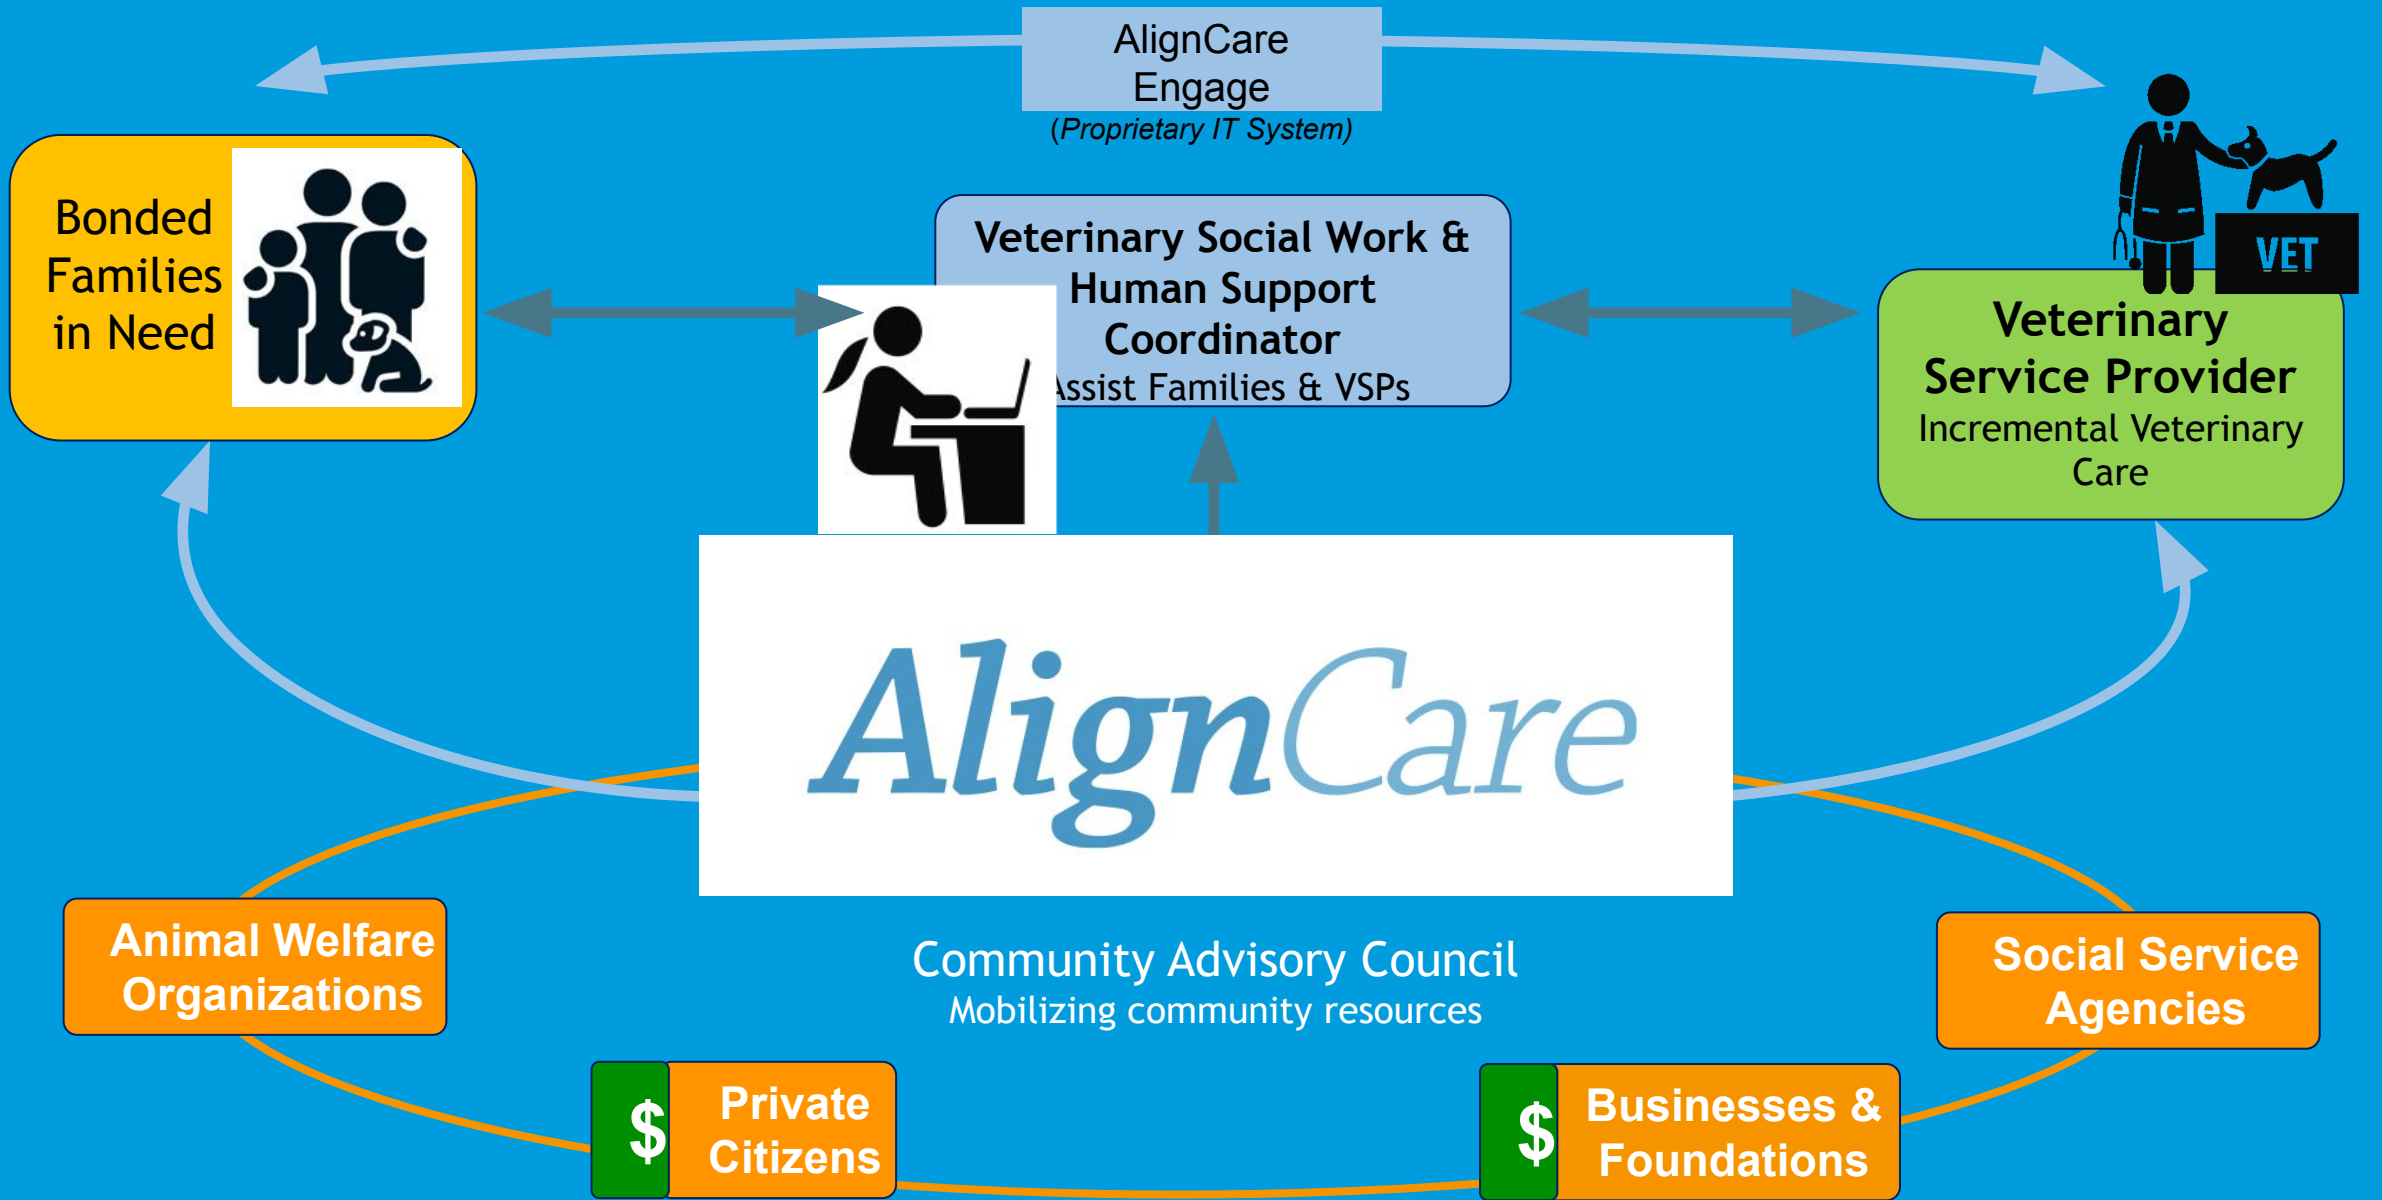 AlignCare
Engage
(Proprietary IT System)
Bonded
Families
in Need
Veterinary Social Work &
Human Support
Coordinator
Assist Families & VSPs
VET
Veterinary
Service Provider
Incremental Veterinary
Care
AlignCare
Animal Welfare
Organizations
Community Advisory Council
Mobilizing community resources
Social Service
Agencies
$
Private
Citizens
$
Businesses &
Foundations